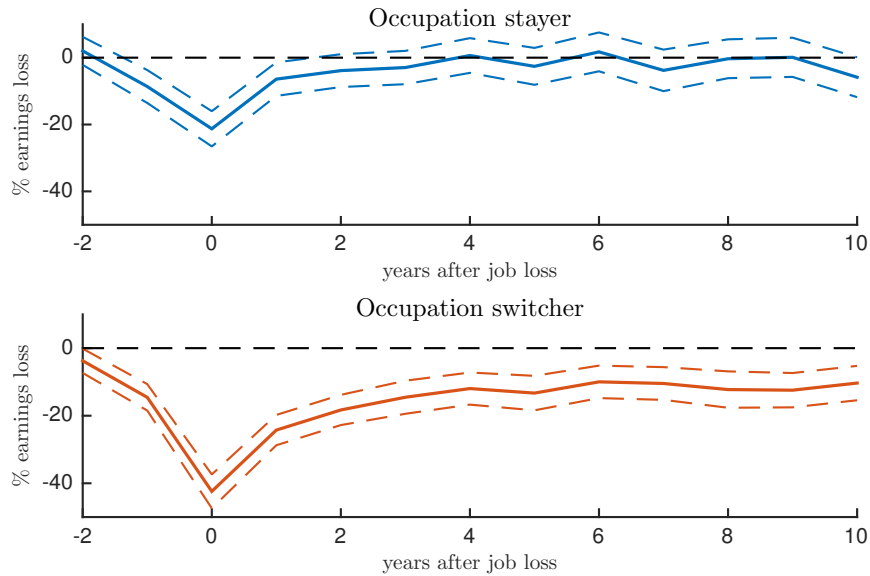 Occupation stayer
% earnings loss
0
-20
-40
-2 0 2 4 6 8 10
years after job loss
Occupation switcher
% earnings loss
0
-20
-40
-2 0 2 4 6 8 10
years after job loss